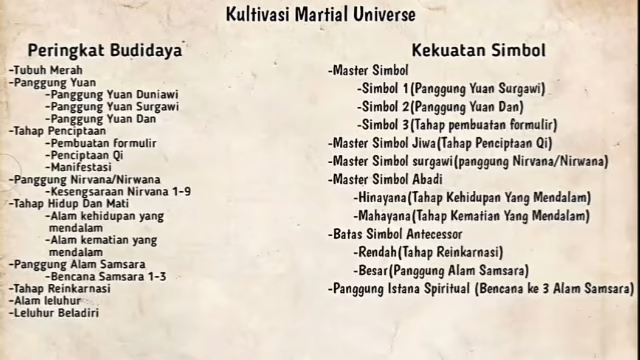 Kultivasi Martial Universe
Peringkat Budidaya
-Tubuh Merah
-Panggung Yuan
-Panggung Yuan Duniawi
-Panggung Yuan Surgawi
-Panggung Yuan Dan
-Tahap Penciptaan
-Pembuatan formulir
-Penciptaan Qi
-Manifestasi
-Panggung Nirvana/Nirwana
-Kesengsaraan Nirvana 1-9
-Tahap Hidup Dan Mati
-Alam kehidupan yang
mendalam
-Alam kematian yang
mendalam
-Panggung Alam Samsara
-Bencana Samsara 1-3
-Tahap Reinkarnasi
-Alam leluhur
-Leluhur Beladiri
Kekuatan Simbol
-Master Simbol
-Simbol 1(Panggung Yuan Surgawi)
-Simbol 2(Panggung Yuan Dan)
-Simbol 3(Tahap pembuatan formulir)
-Master Simbol Jiwa(Tahap Penciptaan Qi)
-Master Simbol surgawi(panggung Nirvana/Nirwana)
-Master Simbol Abadi
-Hinayana(Tahap Kehidupan Yang Mendalam)
-Mahayana(Tahap Kematian Yang Mendalam)
-Batas Simbol Antecessor
-Rendah(Tahap Reinkarnasi)
-Besar(Panggung Alam Samsara)
-Panggung Istana Spiritual (Bencana ke 3 Alam Samsara)